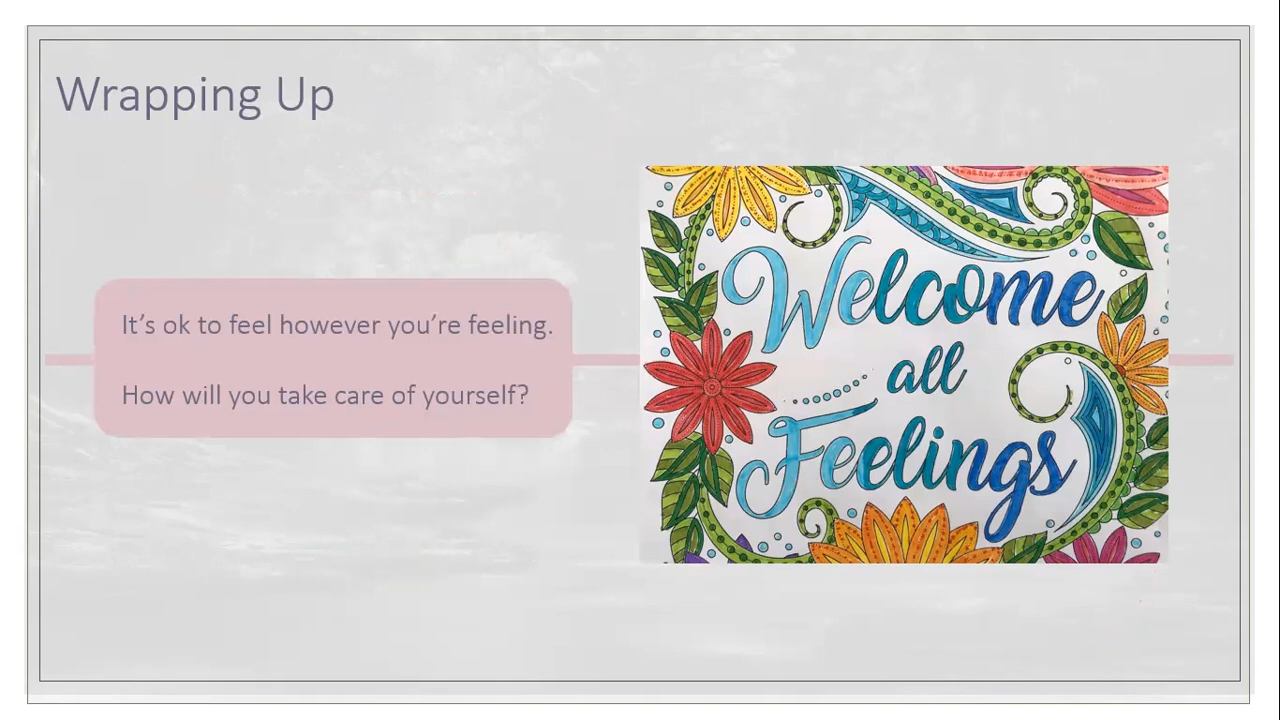 Wrapping Up
It’s ok to feel however you’re feeling.
How will you take care of yourself?
Welcome
all
Feelings